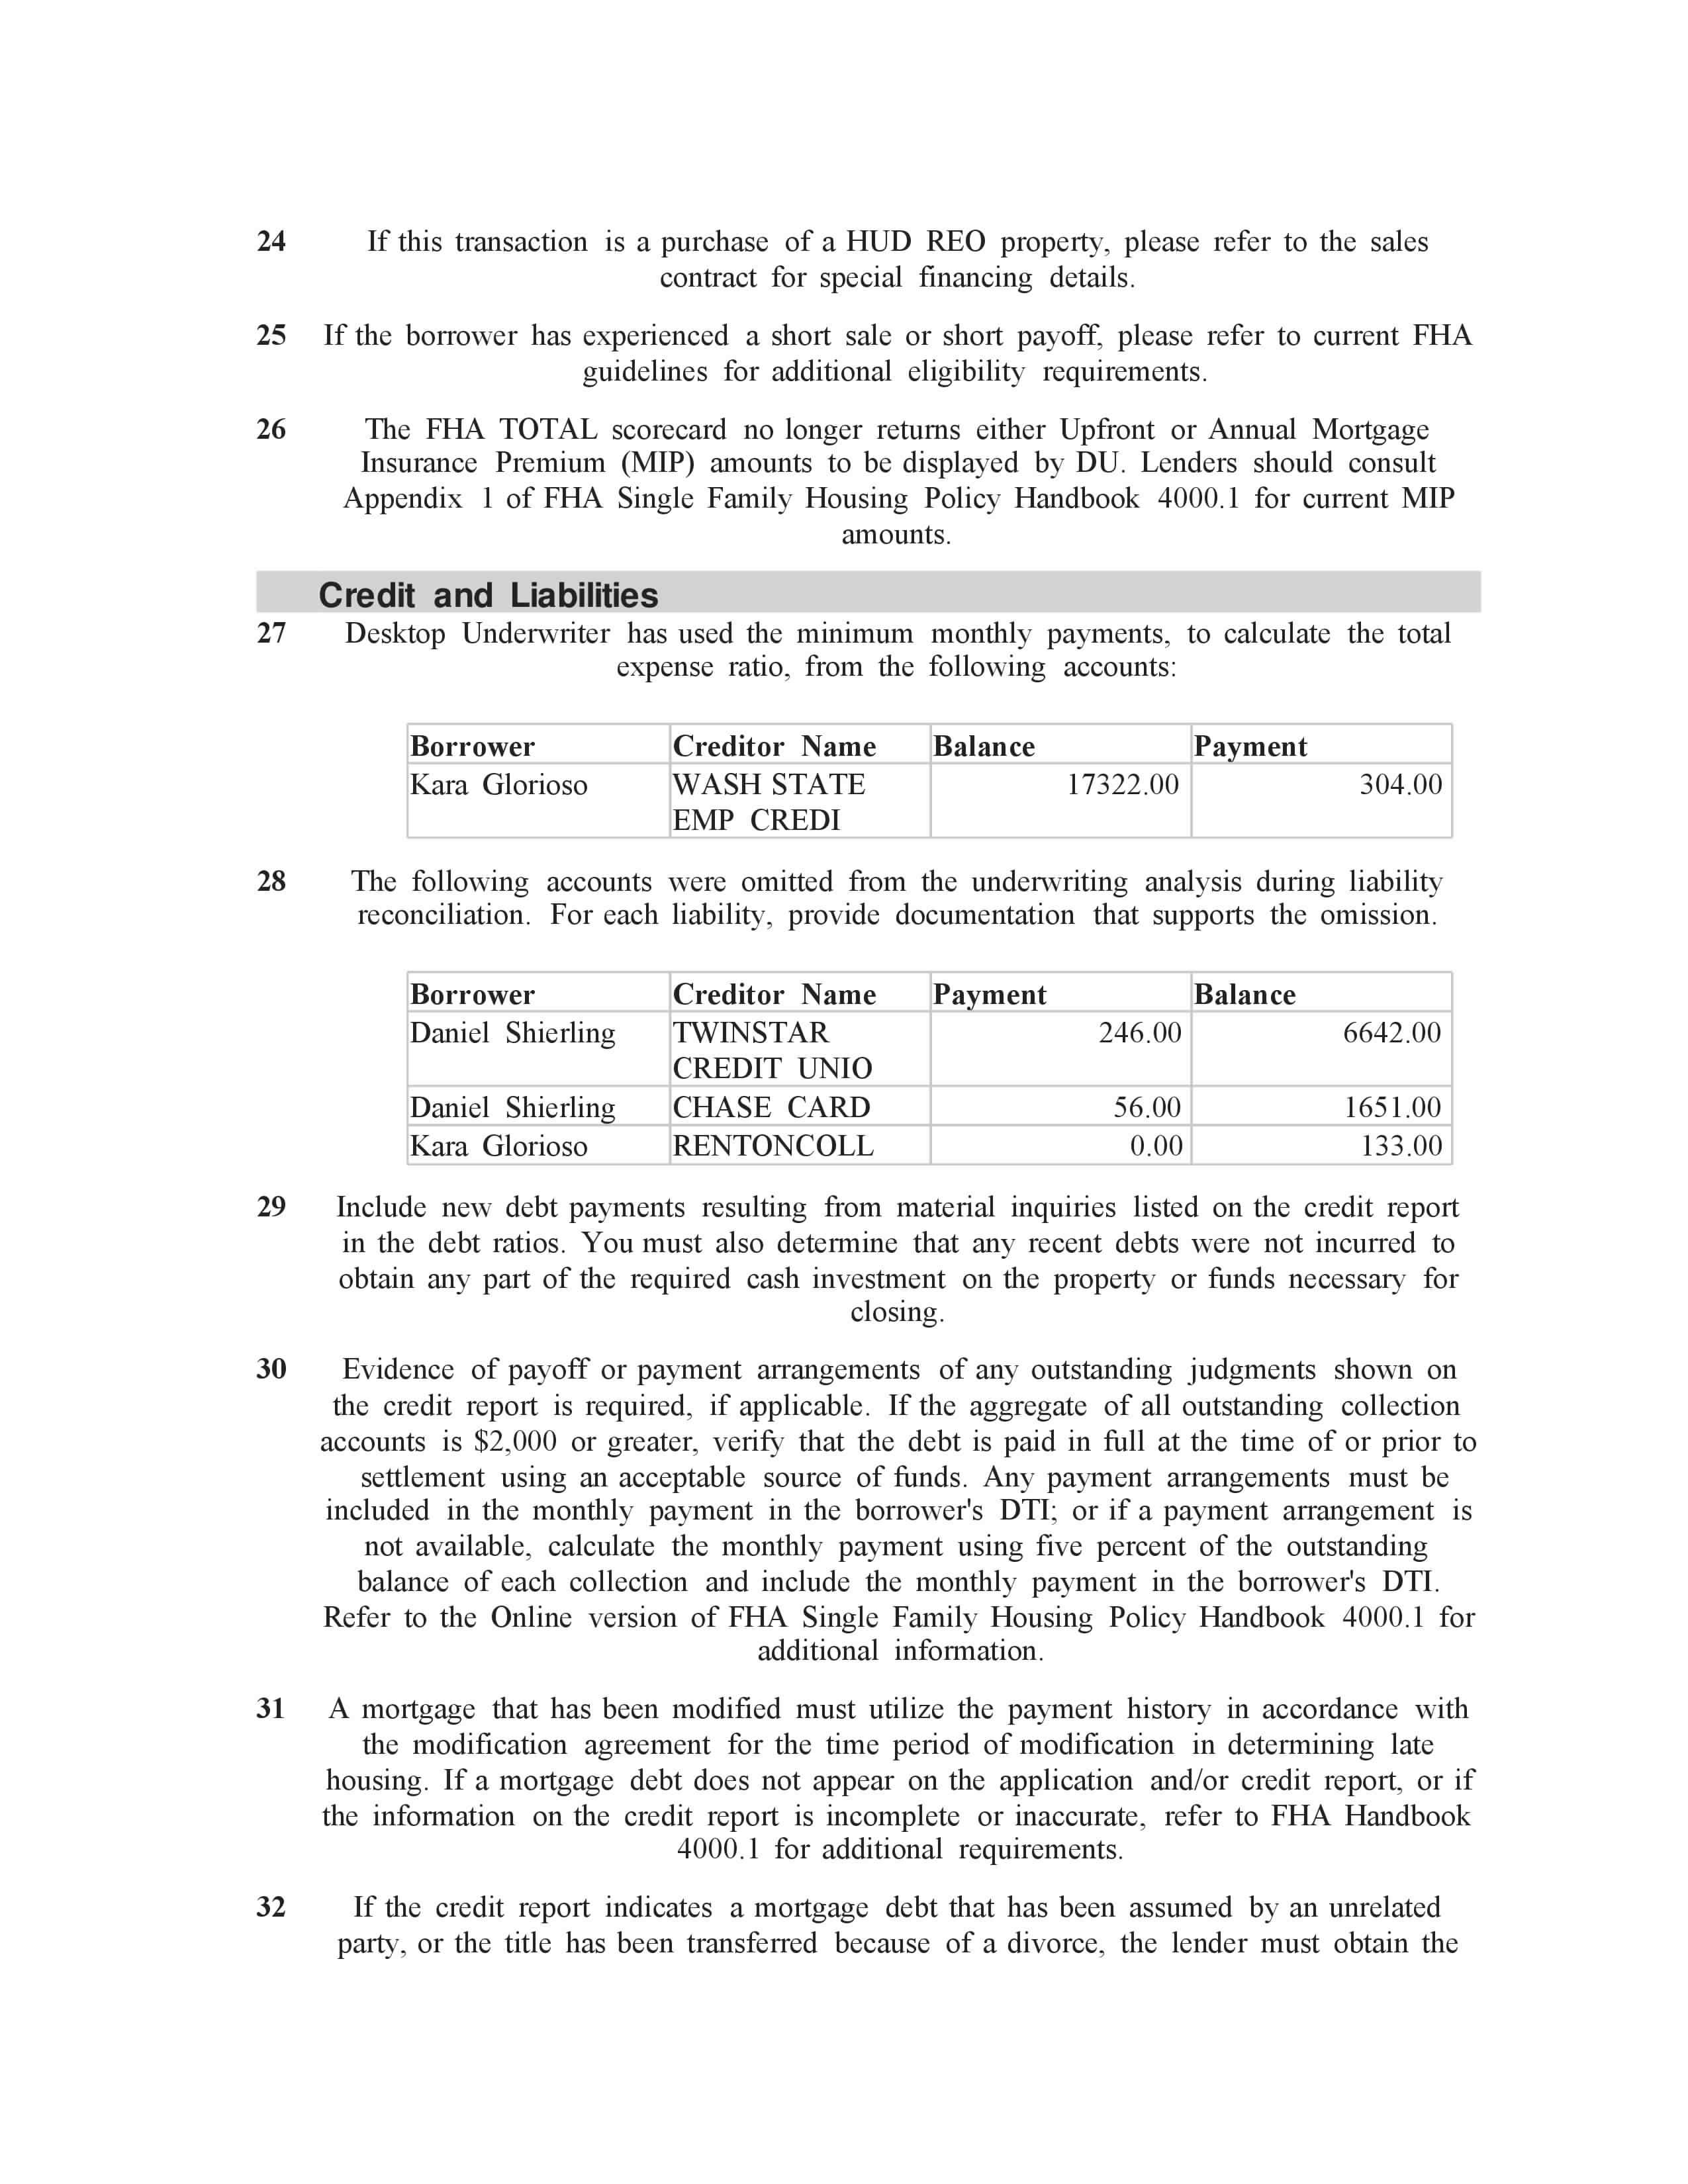 24 If this transaction is a purchase of a HUD REO property, please refer to the sales
contract for special financing details.
25 If the borrower has experienced a short sale or short payoff, please refer to current FHA
guidelines for additional eligibility requirements.
26 The FHA TOTAL scorecard no longer returns either Upfront or Annual Mortgage
Insurance Premium (MIP) amounts to be displayed by DU. Lenders should consult
Appendix 1 of FHA Single Family Housing Policy Handbook 4000.1 for current MIP
amounts.
Credit and Liabilities
27 Desktop Underwriter has used the minimum monthly payments, to calculate the total
expense ratio, from the following accounts:
Borrower Creditor Name Balance Payment
Kara Glorioso WASH STATE 17322.00 304.00
EMP CREDI
28 The following accounts were omitted from the underwriting analysis during liability
reconciliation. For each liability, provide documentation that supports the omission.
Borrower Creditor Name Payment Balance
Daniel Shierling TWINSTAR 246.00 6642.00
CREDIT UNIO
Daniel Shierling CHASE CARD 56.00 1651.00
Kara Glorioso RENTONCOLL 0.00 133.00
29 Include new debt payments resulting from material inquiries listed on the credit report
in the debt ratios. You must also determine that any recent debts were not incurred to
obtain any part of the required cash investment on the property or funds necessary for
closing.
30 Evidence of payoff or payment arrangements of any outstanding judgments shown on
the credit report is required, if applicable. If the aggregate of all outstanding collection
accounts is $2,000 or greater, verify that the debt is paid in full at the time of or prior to
settlement using an acceptable source of funds. Any payment arrangements must be
included in the monthly payment in the borrower's DTI; or if a payment arrangement is
not available, calculate the monthly payment using five percent of the outstanding
balance of each collection and include the monthly payment in the borrower's DTI.
Refer to the Online version of FHA Single Family Housing Policy Handbook 4000.1 for
additional information.
31 A mortgage that has been modified must utilize the payment history in accordance with
the modification agreement for the time period of modification in determining late
housing. If a mortgage debt does not appear on the application and/or credit report, or if
the information on the credit report is incomplete or inaccurate, refer to FHA Handbook
4000.1 for additional requirements.
32 If the credit report indicates a mortgage debt that has been assumed by an unrelated
party, or the title has been transferred because of a divorce, the lender must obtain the